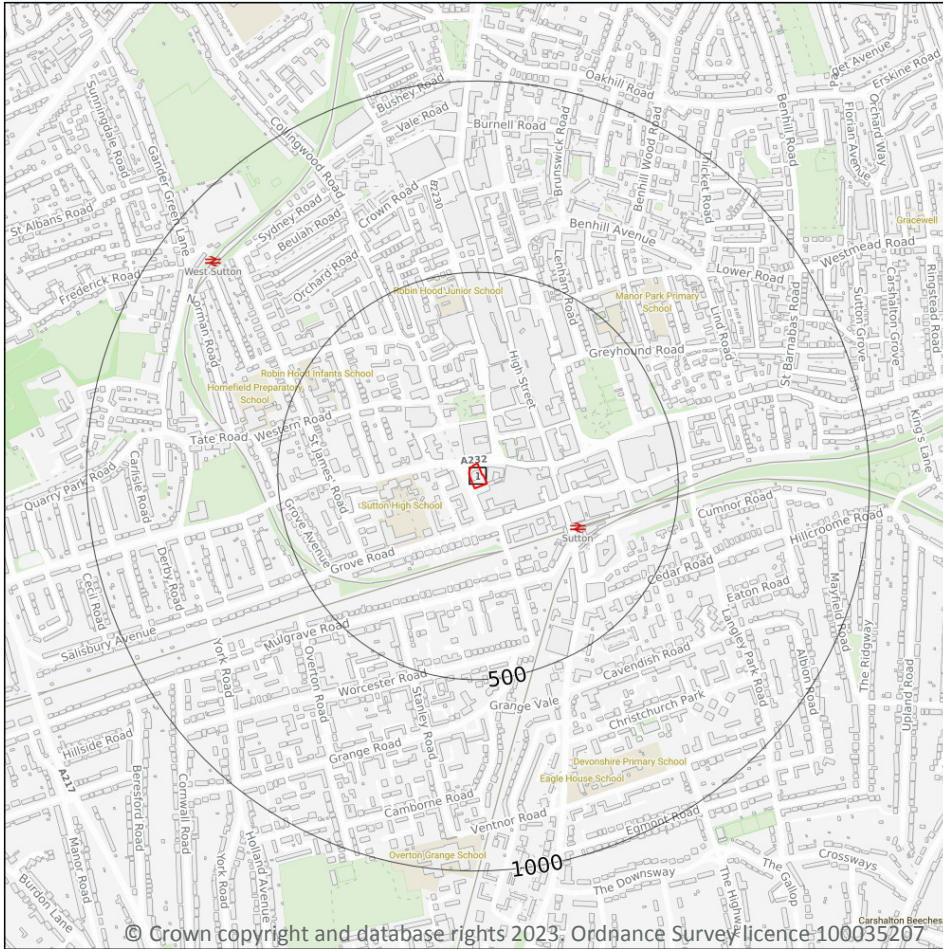 Oakhill Road
Bet Avenue
Erskine Road
Bushey Road
Vale Road
Burnell Road
Sunningdale Road
Gander Green Lane
Collingwood Road
Brunswick Road
Benhill Wood Road
Thicket Road
Benhill Road
Florian Avenue
Orchard Way
St Albans Road
Sydney Road
Beulah Road
Crown Road
B2230
Orchard Road
Benhill Avenue
Gracewell
Westmead Road
West Sutton
Frederick Road
Norman Road
Robin Hood Junior School
Lenham Road
Manor Park Primary
School
Lower Road
Lind Road
St Barnabas Road
Sutton Grove
Carshalton Grove
Ringstead Road
Greyhound Road
High Street
Robin Hood Infants School
Homefield Preparatory
School
Western Road
Tate Road
St James' Road
King's Lane
A232
1
Quarry Park Road
Carlisle Road
Sutton High School
Sutton
Cumnor Road
Hillcroome Road
Grove Avenue
Grove Road
Cedar Road
Eaton Road
Cecil Road
Derby Road
Salisbury Avenue
Mulgrave Road
Langley Park Road
Albion Road
Mayfield Road
The Ridgway
Upland Road
York Road
Overton Road
Worcester Road
Stanley Road
500
Cavendish Road
Grange Vale
Christchurch Park
Hillside Road
Grange Road
A217
Beresford Road
Cornwall Road
Devonshire Primary School
Eagle House School
Camborne Road
Ventnor Road
Egmont Road
Manor Road
York Road
Holland Avenue
Overton Grange School
1000
The Downsway
The Highway
The Gallop
Crossways
Burdon Lane
Carshalton Beeches
© Crown copyright and database rights 2023. Ordnance Survey licence 100035207